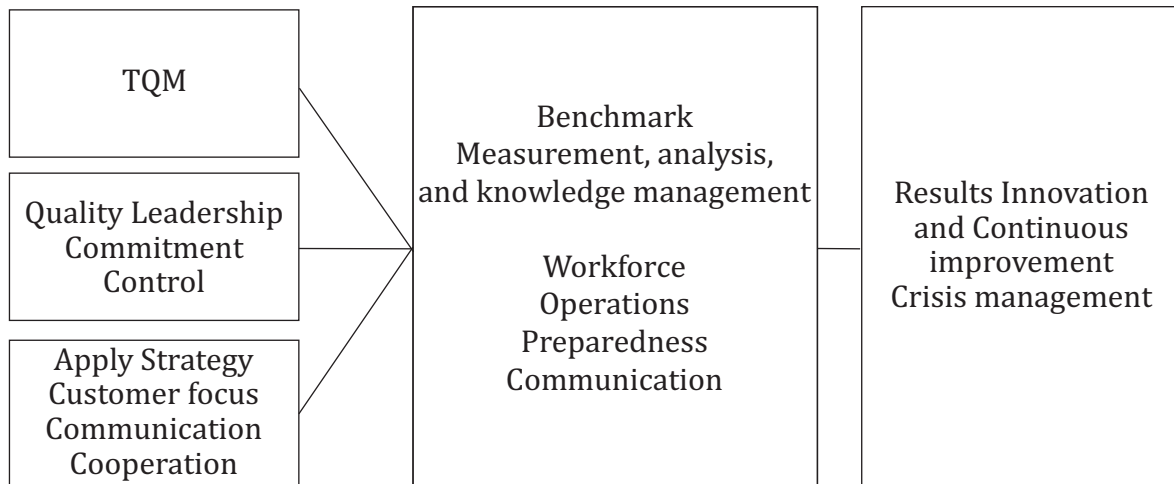 TQM
Quality Leadership
Commitment
Control
Apply Strategy
Customer focus
Communication
Cooperation
Benchmark
Measurement, analysis,
and knowledge management
Workforce
Operations
Preparedness
Communication
Results Innovation
and Continuous
improvement
Crisis management